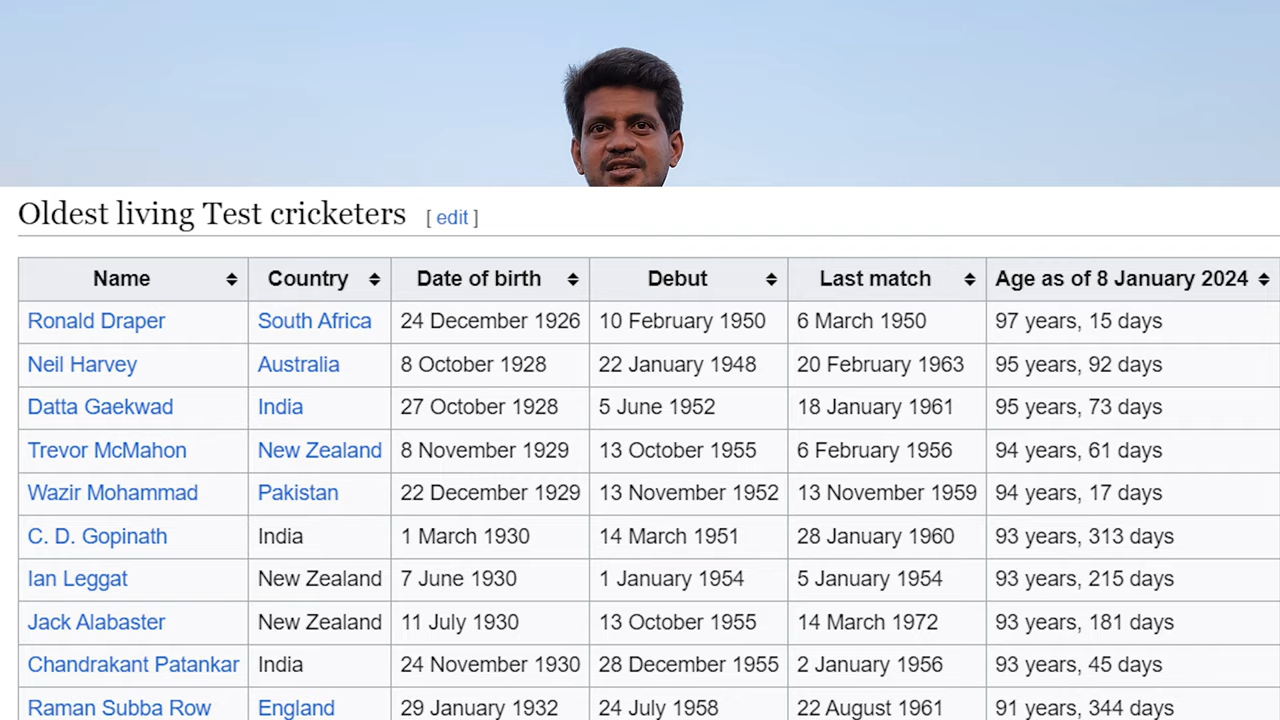 Oldest living Test cricketers [ edit ]
Name Country Date of birth Debut Last match Age as of 8 January 2024
Ronald Draper South Africa 24 December 1926 10 February 1950 6 March 1950 97 years, 15 days
Neil Harvey Australia 8 October 1928 22 January 1948 20 February 1963 95 years, 92 days
Datta Gaekwad India 27 October 1928 5 June 1952 18 January 1961 95 years, 73 days
Trevor McMahon New Zealand 8 November 1929 13 October 1955 6 February 1956 94 years, 61 days
Wazir Mohammad Pakistan 22 December 1929 13 November 1952 13 November 1959 94 years, 17 days
C. D. Gopinath India 1 March 1930 14 March 1951 28 January 1960 93 years, 313 days
Ian Leggat New Zealand 7 June 1930 1 January 1954 5 January 1954 93 years, 215 days
Jack Alabaster New Zealand 11 July 1930 13 October 1955 14 March 1972 93 years, 181 days
Chandrakant Patankar India 24 November 1930 28 December 1955 2 January 1956 93 years, 45 days
Raman Subba Row England 29 January 1932 24 July 1958 22 August 1961 91 years, 344 days